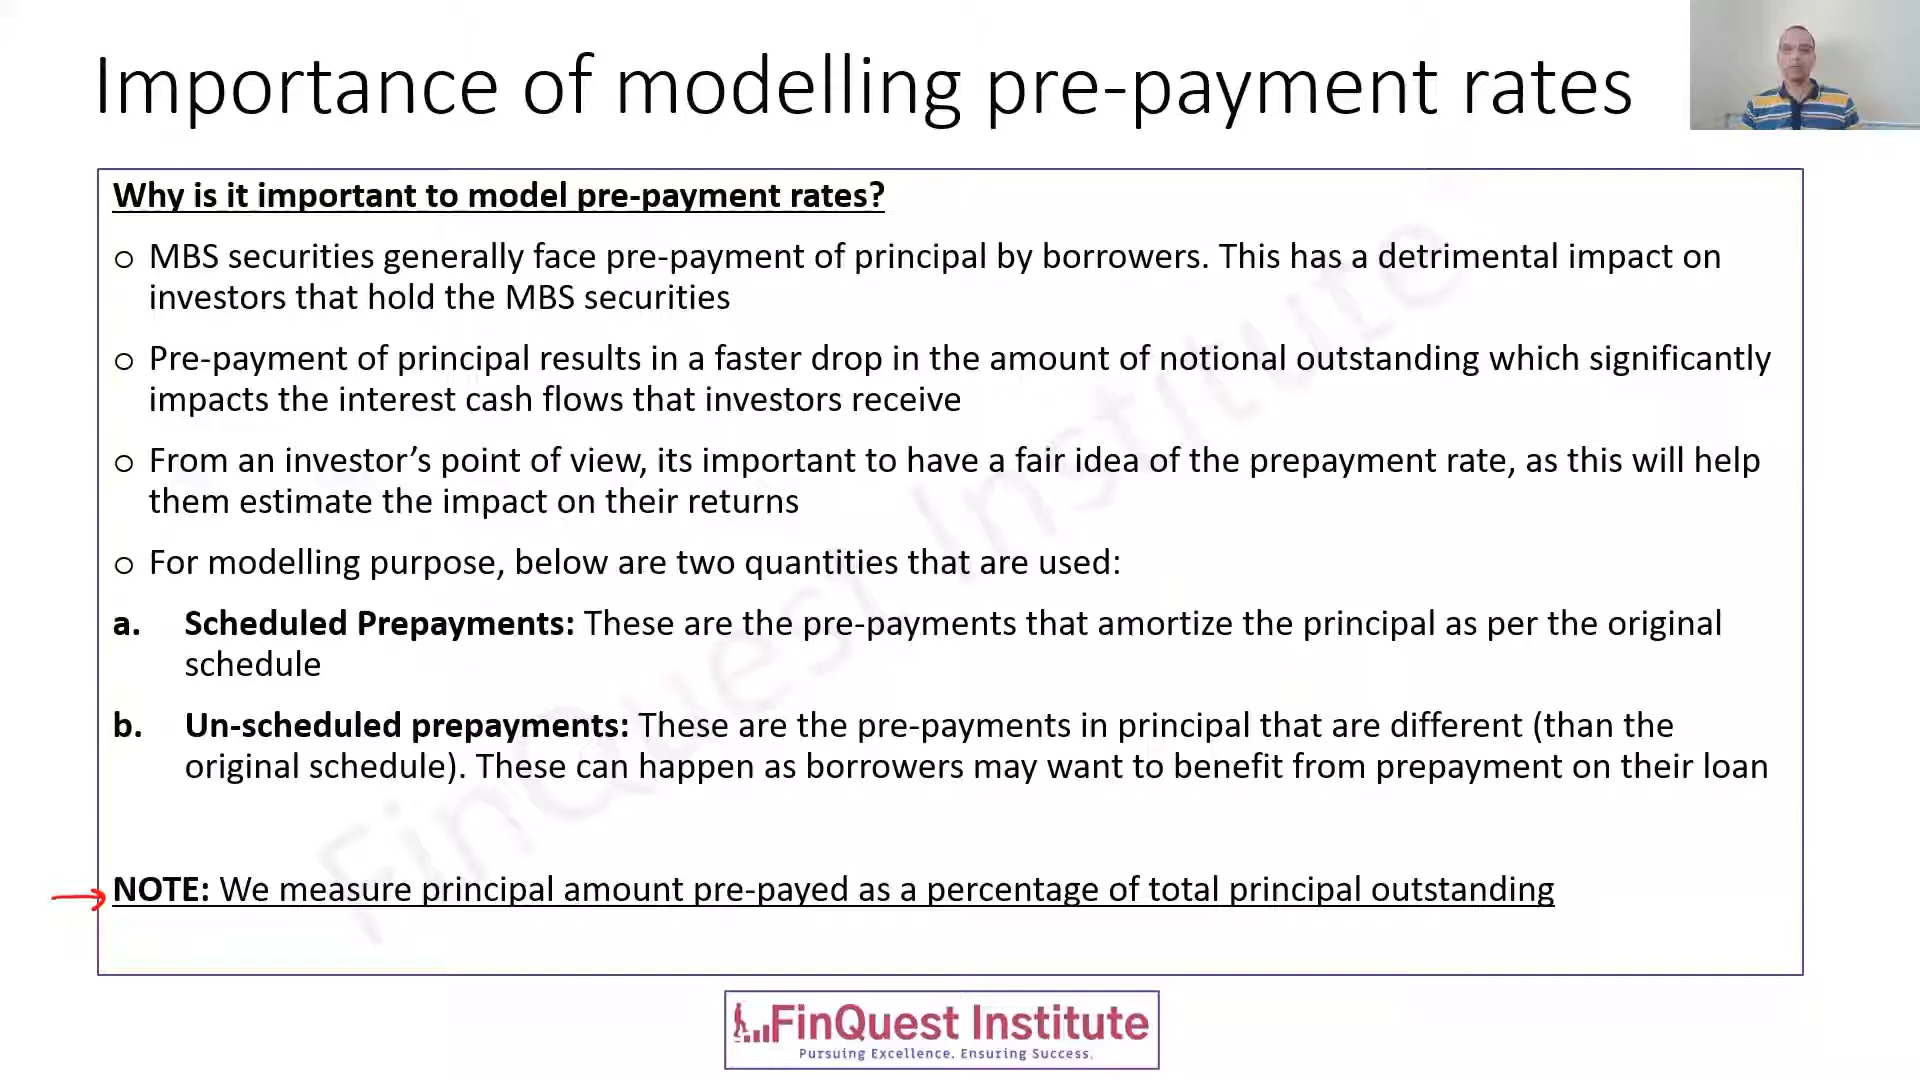 Importance of modelling pre-payment rates
Why is it important to model pre-payment rates?
o MBS securities generally face pre-payment of principal by borrowers. This has a detrimental impact on
investors that hold the MBS securities
o Pre-payment of principal results in a faster drop in the amount of notional outstanding which significantly
impacts the interest cash flows that investors receive
o From an investor’s point of view, its important to have a fair idea of the prepayment rate, as this will help
them estimate the impact on their returns
o For modelling purpose, below are two quantities that are used:
a. Scheduled Prepayments: These are the pre-payments that amortize the principal as per the original
schedule
b. Un-scheduled prepayments: These are the pre-payments in principal that are different (than the
original schedule). These can happen as borrowers may want to benefit from prepayment on their loan
NOTE: We measure principal amount pre-payed as a percentage of total principal outstanding
FinQuest Institute
FinQuest Institute
Pursuing Excellence. Ensuring Success.